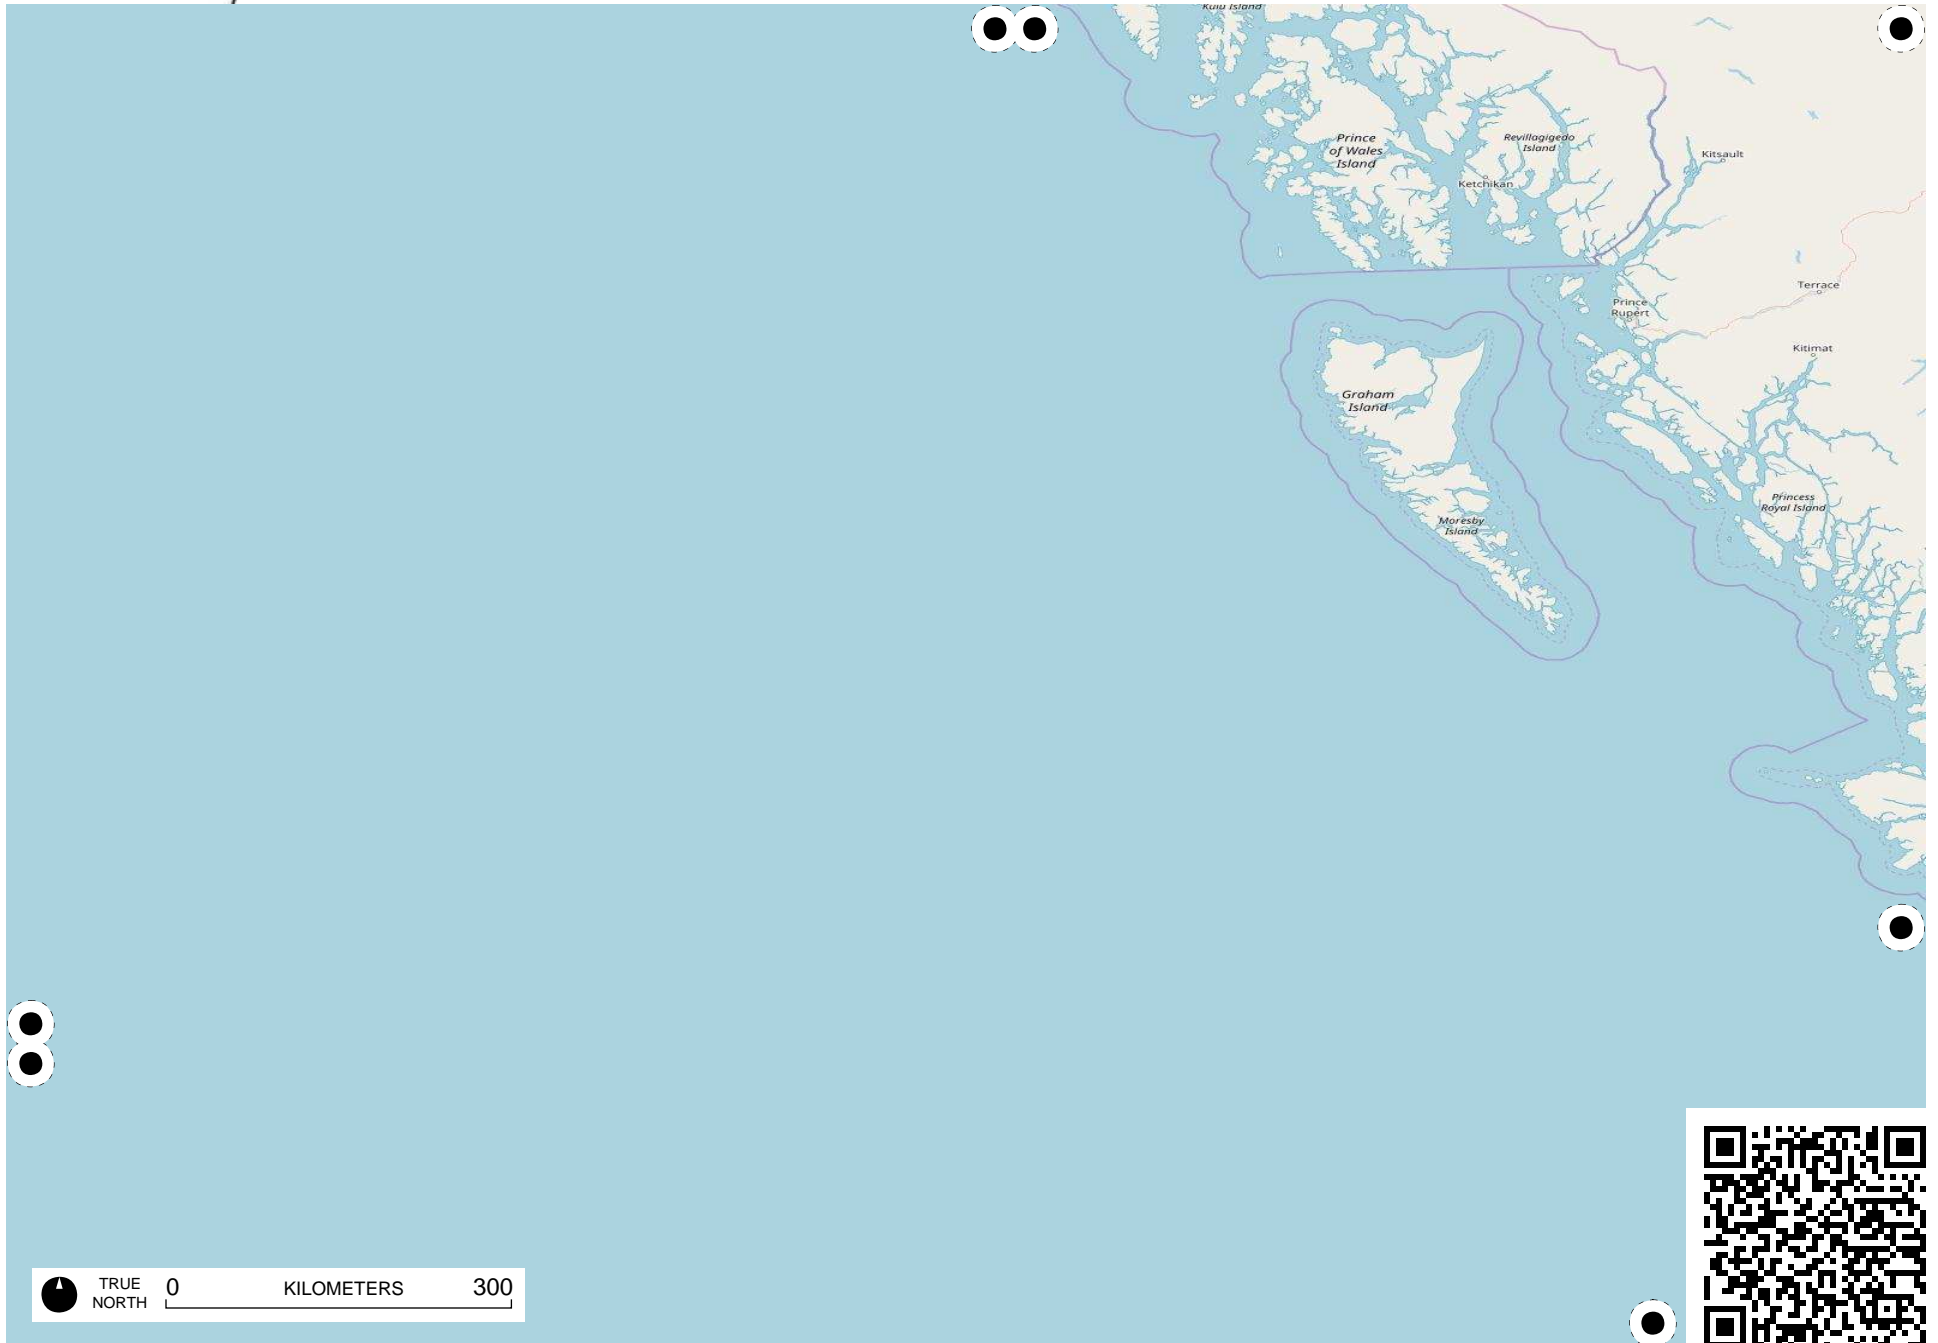 Kuiu Island
Prince
of Wales
Island
Revillagigedo
Island
Ketchikan
Kitsault
Terrace
Prince
Rupert
Kitimat
Graham
Island
Princess
Royal Island
Moresby
Island
TRUE
NORTH
0 KILOMETERS 300